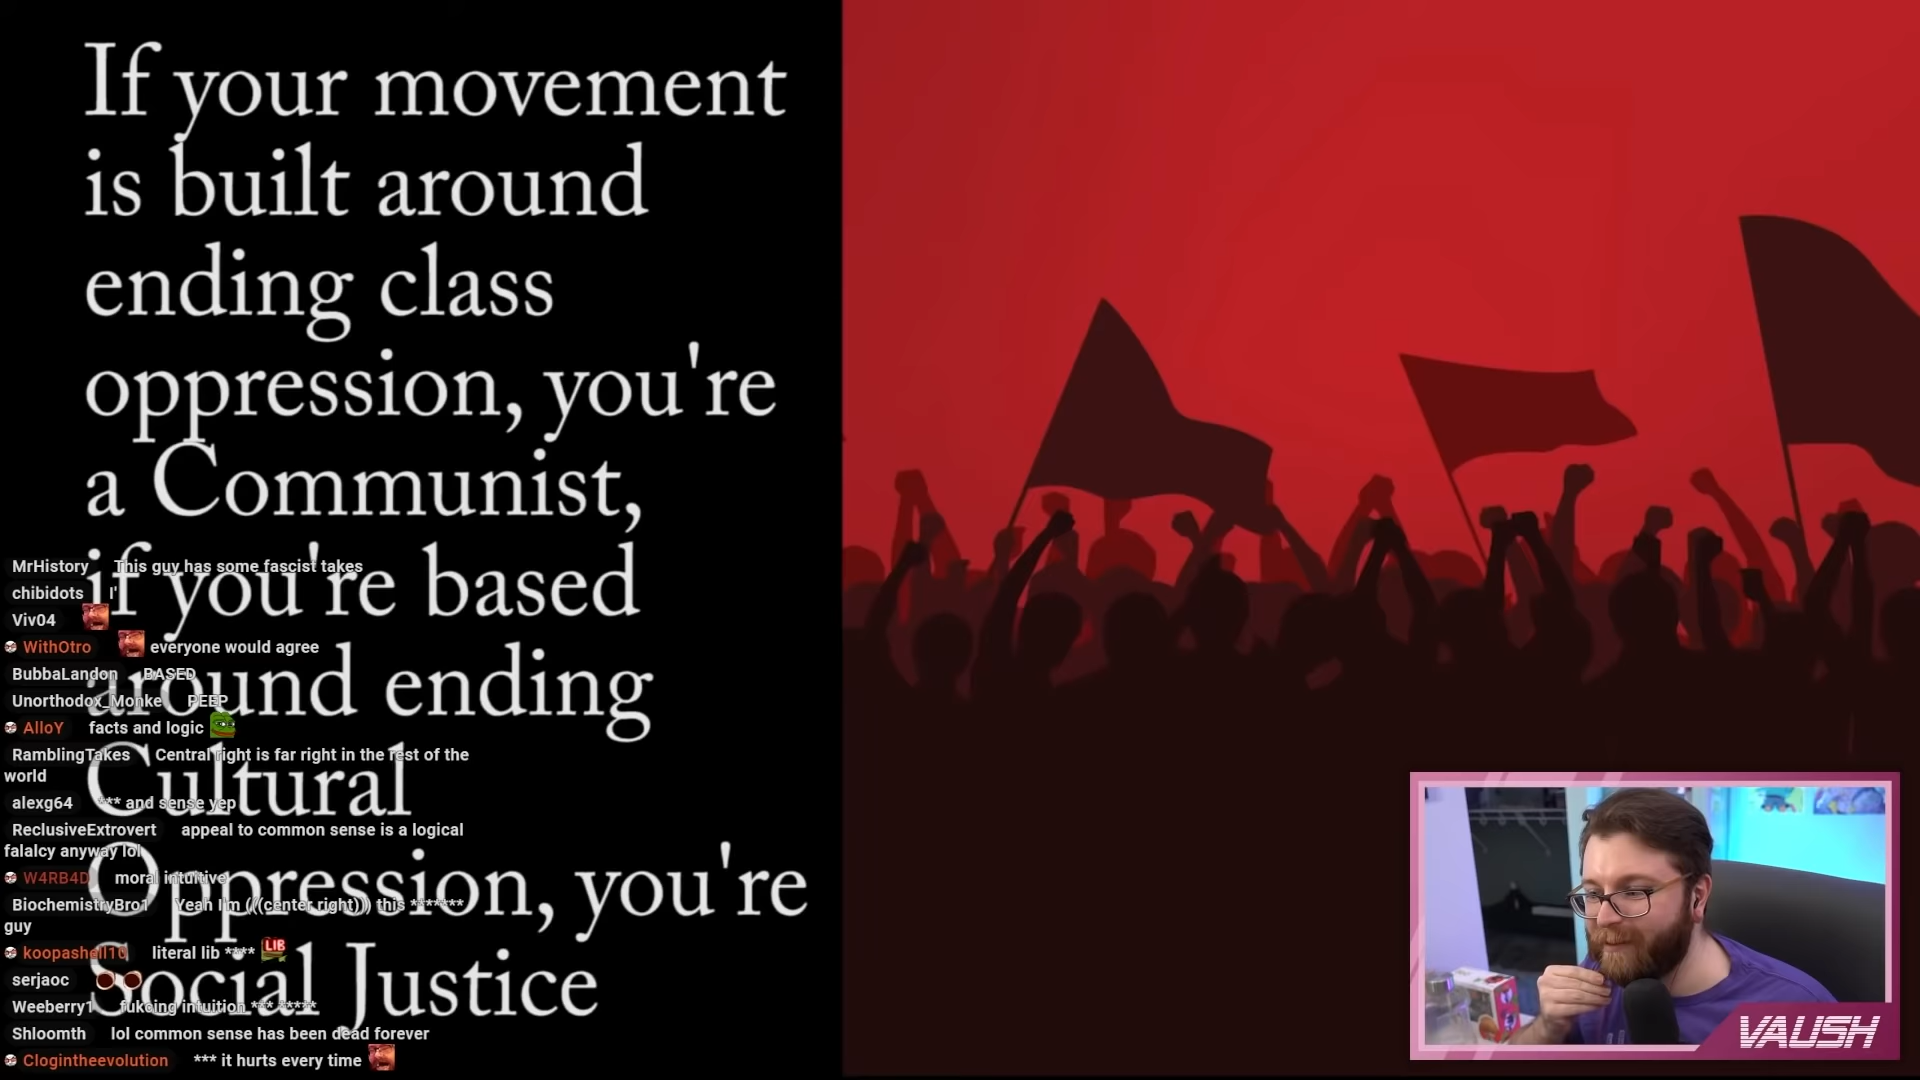 If your movement
is built around
ending class
oppression, you're
a Communist,
if you're based
around ending
Cultural
Oppression, you're
Social Justice
MrHistory This guy has some fascist takes
chibidots I'
Viv04
WithOtro everyone would agree
BubbaLandon BASED
Unorthodox_Monke PEEP
AlloY facts and logic
RamblingTakes Central right is far right in the rest of the
world
alexg64 *** and sense yep
ReclusiveExtrovert appeal to common sense is a logical
falalcy anyway lol
W4RB4D moral intuitive
BiochemistryBro1 Yeah I'm (((center right))) this *******
guy
koopashell10 literal lib ****
LIB
serjaoc
Weeberry1 fukcing intuition *** *****
Shloomth lol common sense has been dead forever
Clogintheevolution *** it hurts every time
VAUSH